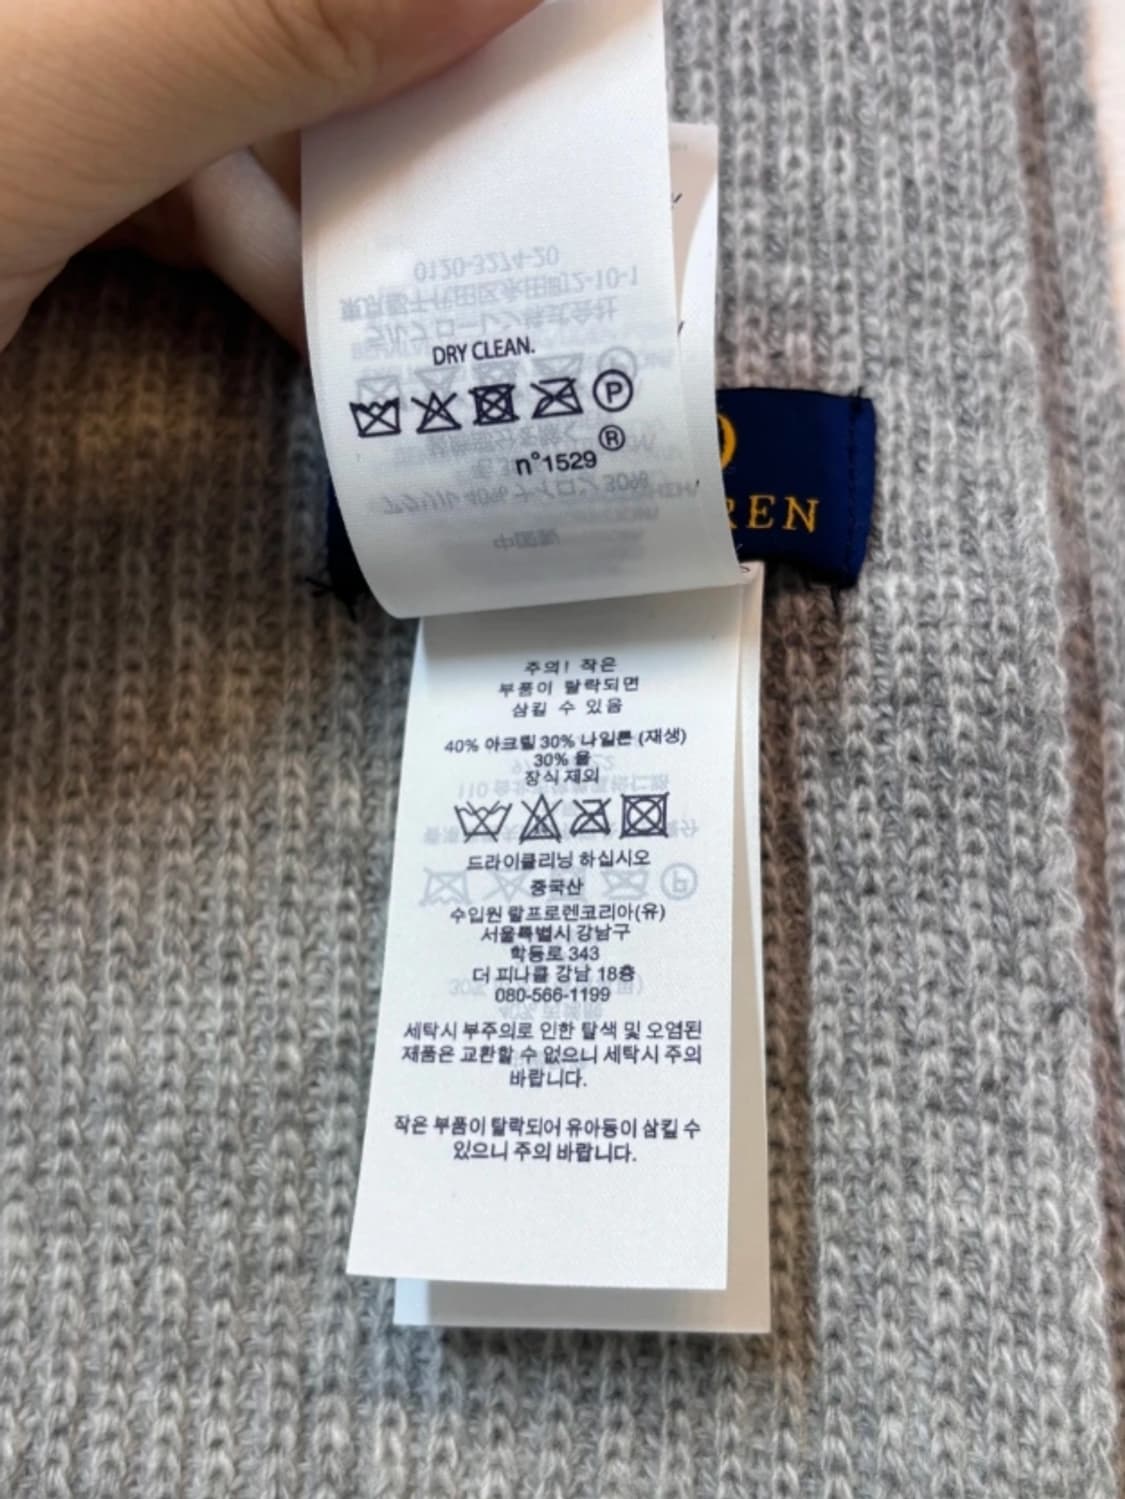 DRY CLEAN.
P
®
n°1529
REN
주의! 작은
부품이 탈락되면
삼킬 수 있음
40% 아크릴 30% 나일론 (재생)
30% 울
장식 제외
드라이클리닝 하십시오
중국산
수입원 랄프로렌코리아(유)
서울특별시 강남구
학동로 343
더 피나클 강남 18층
080-566-1199
세탁시 부주의로 인한 탈색 및 오염된
제품은 교환할 수 없으니 세탁시 주의
바랍니다.
작은 부품이 탈락되어 유아등이 삼킬 수
있으니 주의 바랍니다.